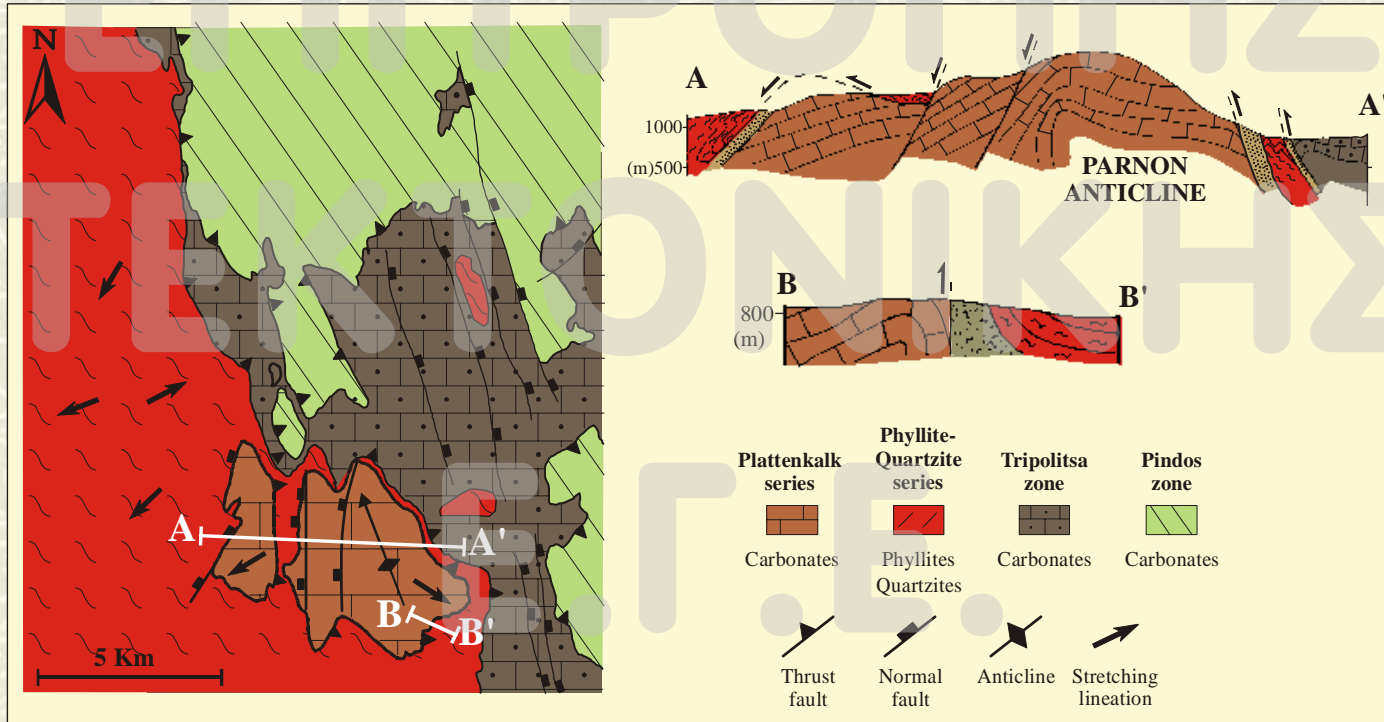 N
A
A'
1000
(m)500
PARNON
ANTICLINE
ΤΕΚΤΟΝΙΚΗΣ
B
B'
800
(m)
Ε.Γ.Ε.
A
A'
B
B'
5 Km
Plattenkalk
series
Carbonates
Phyllite-
Quartzite
series
Phyllites
Quartzites
Tripolitsa
zone
Carbonates
Pindos
zone
Carbonates
Thrust
fault
Normal
fault
Anticline
Stretching
lineation